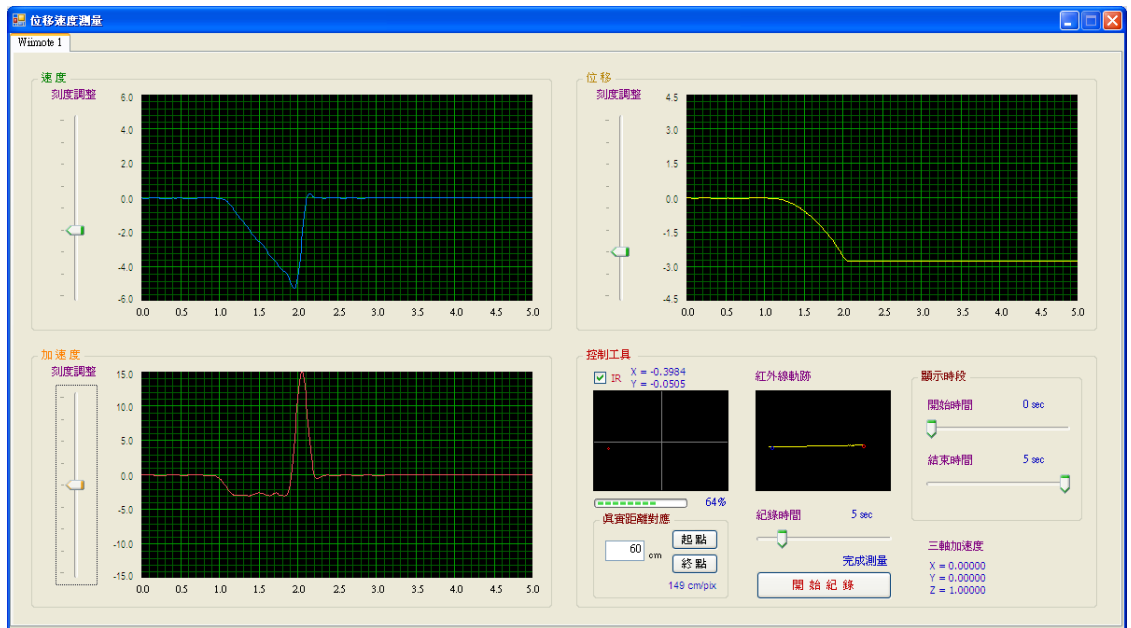 位移速度測量
Wiimote 1
速度
刻度調整
6.0
4.0
2.0
0.0
-2.0
-4.0
-6.0
0.0 0.5 1.0 1.5 2.0 2.5 3.0 3.5 4.0 4.5 5.0
位移
刻度調整
4.5
3.0
1.5
0.0
-1.5
-3.0
-4.5
0.0 0.5 1.0 1.5 2.0 2.5 3.0 3.5 4.0 4.5 5.0
加速度
刻度調整
15.0
10.0
5.0
0.0
-5.0
-10.0
-15.0
0.0 0.5 1.0 1.5 2.0 2.5 3.0 3.5 4.0 4.5 5.0
控制工具
IR
X = -0.3984
Y = -0.0505
64%
真實距離對應
60 cm
起點
終點
149 cm/pix
紅外線軌跡
紀錄時間 5 sec
完成測量
開始紀錄
顯示時段
開始時間 0 sec
結束時間 5 sec
三軸加速度
X = 0.00000
Y = 0.00000
Z = 1.00000